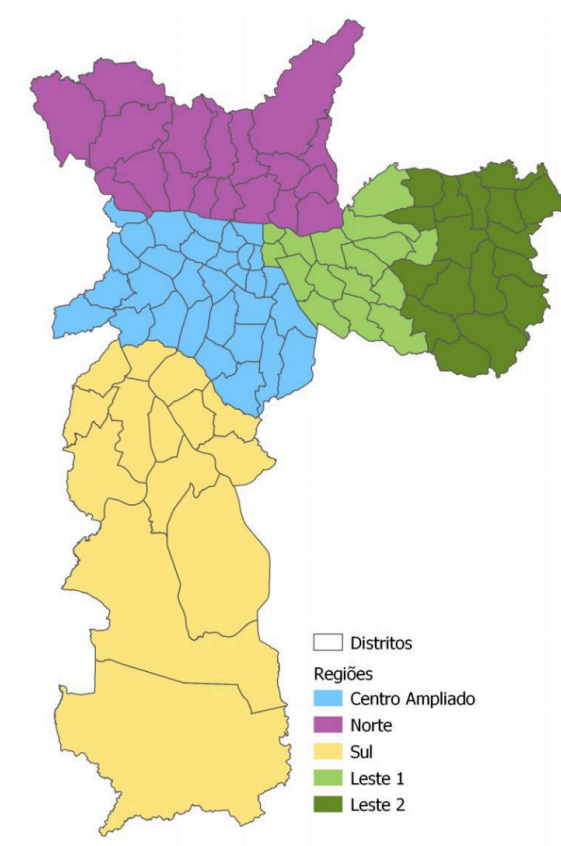 Distritos
Regiões
Centro Ampliado
Norte
Sul
Leste 1
Leste 2